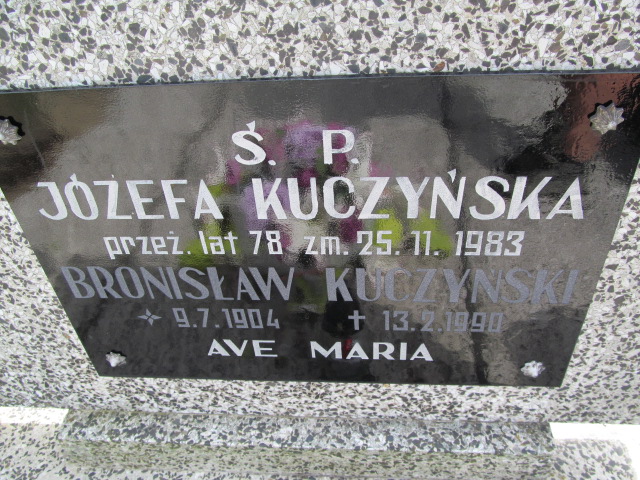 Ś. P.
JÓZEFA KUCZYŃSKA
przeż. lat 78 zm. 25. 11. 1983
BRONISŁAW KUCZYŃSKI
* 9.7.1904 ✝ 13.2.1990
AVE MARIA